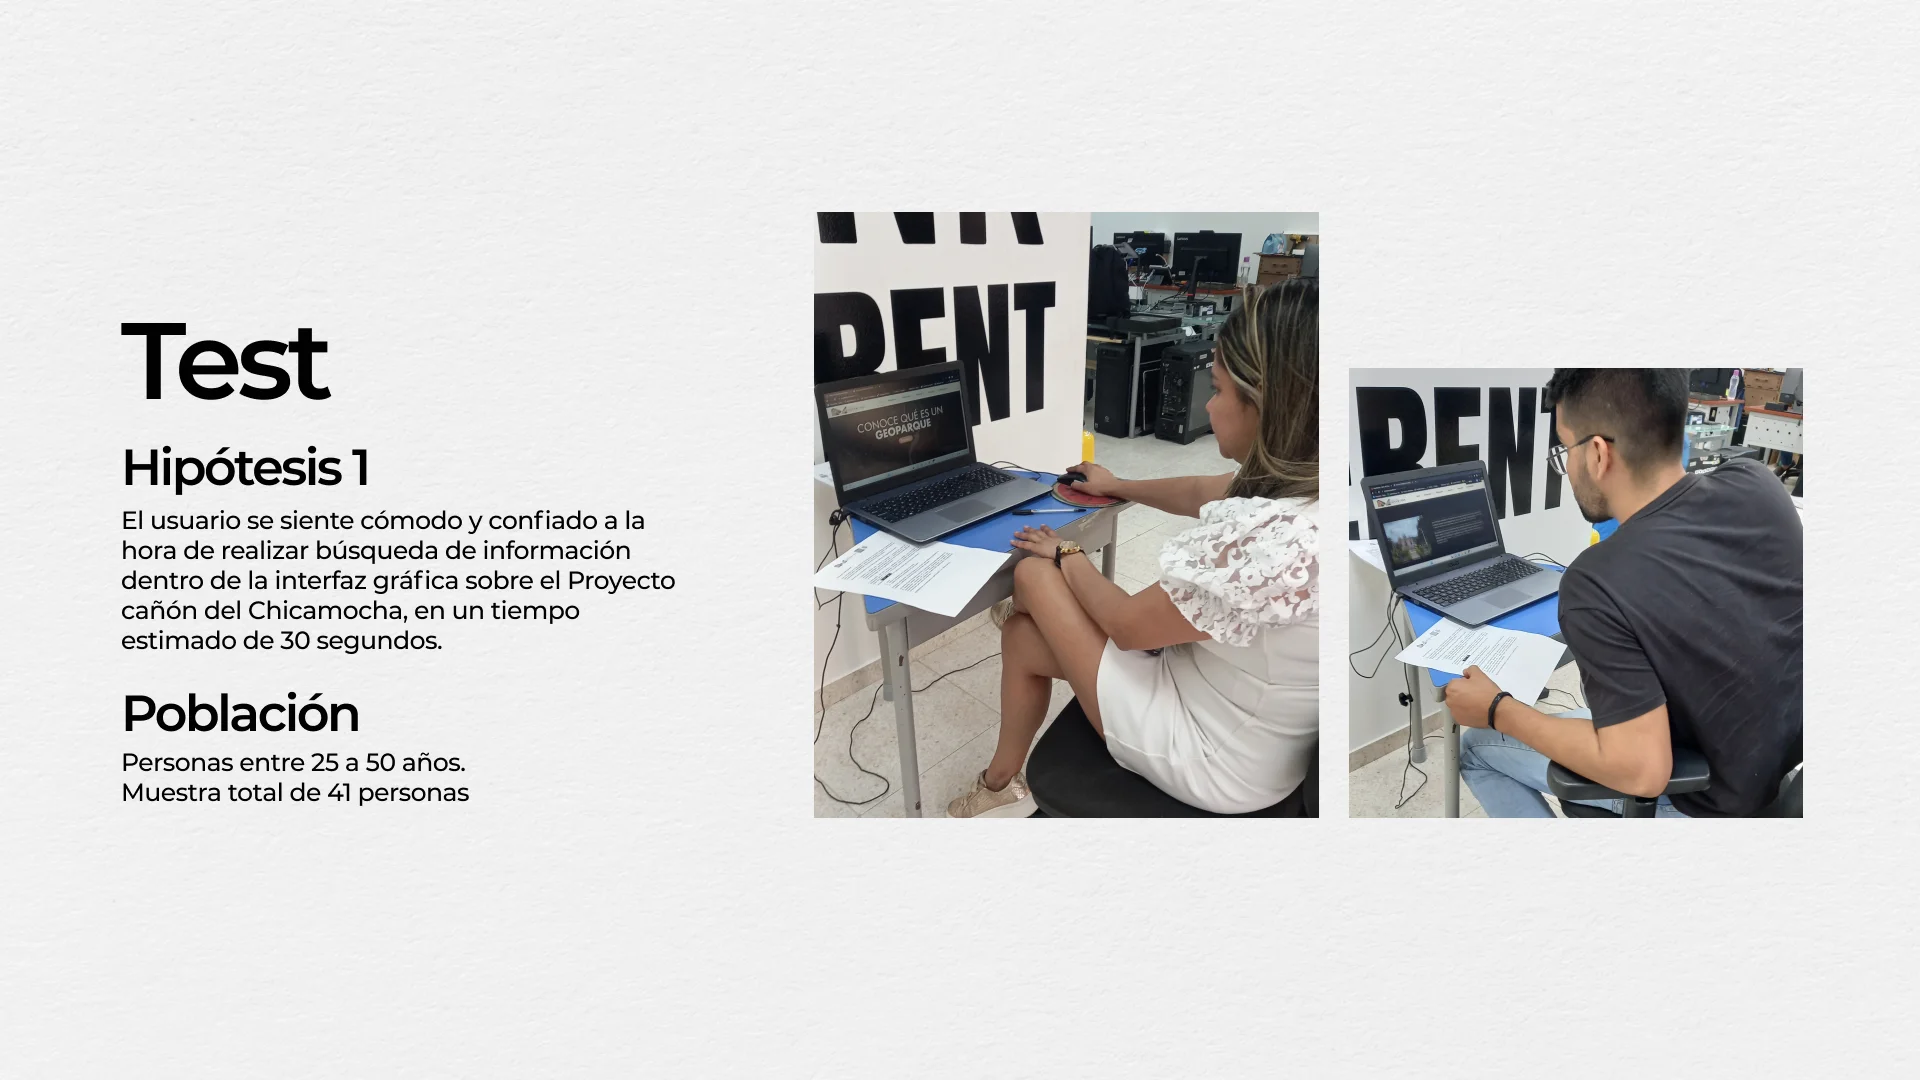 Test
Hipótesis 1
El usuario se siente cómodo y confiado a la
hora de realizar búsqueda de información
dentro de la interfaz gráfica sobre el Proyecto
cañón del Chicamocha, en un tiempo
estimado de 30 segundos.
Población
Personas entre 25 a 50 años.
Muestra total de 41 personas
RENT
CONOCE QUÉ ES UN
GEOPARQUE
RENT